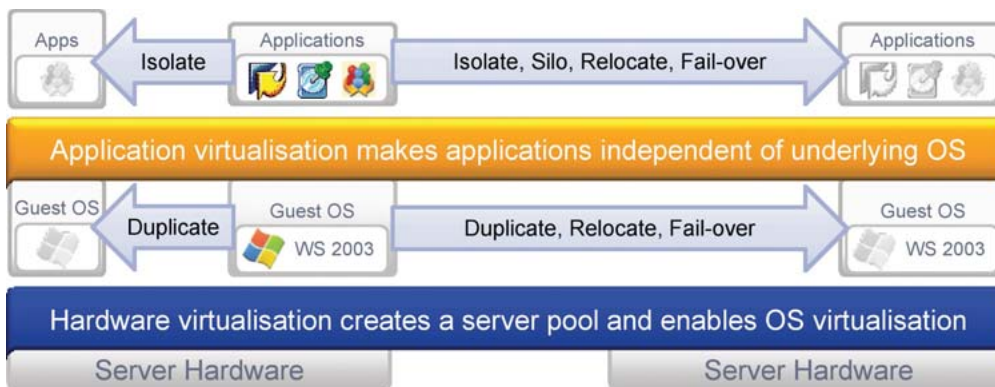 Apps
Isolate
Applications
Isolate, Silo, Relocate, Fail-over
Applications
Application virtualisation makes applications independent of underlying OS
Guest OS
Duplicate
Guest OS
WS 2003
Duplicate, Relocate, Fail-over
Guest OS
WS 2003
Hardware virtualisation creates a server pool and enables OS virtualisation
Server Hardware
Server Hardware